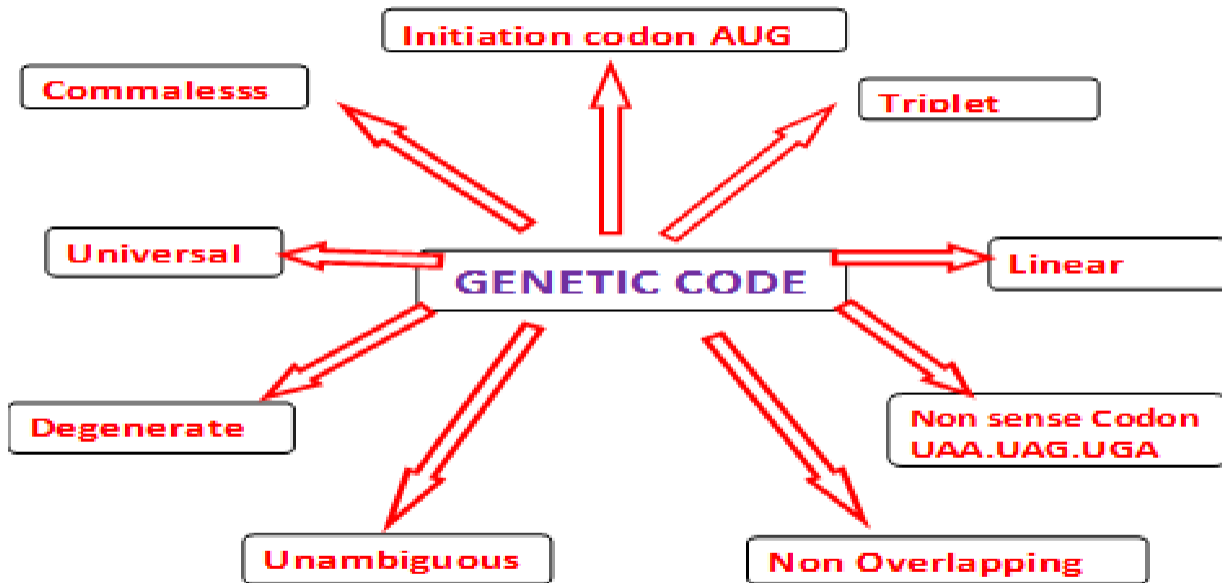 Initiation codon AUG
Commalesss
Triplet
Universal
GENETIC CODE
Linear
Degenerate
Non sense Codon
UAA.UAG.UGA
Unambiguous
Non Overlapping